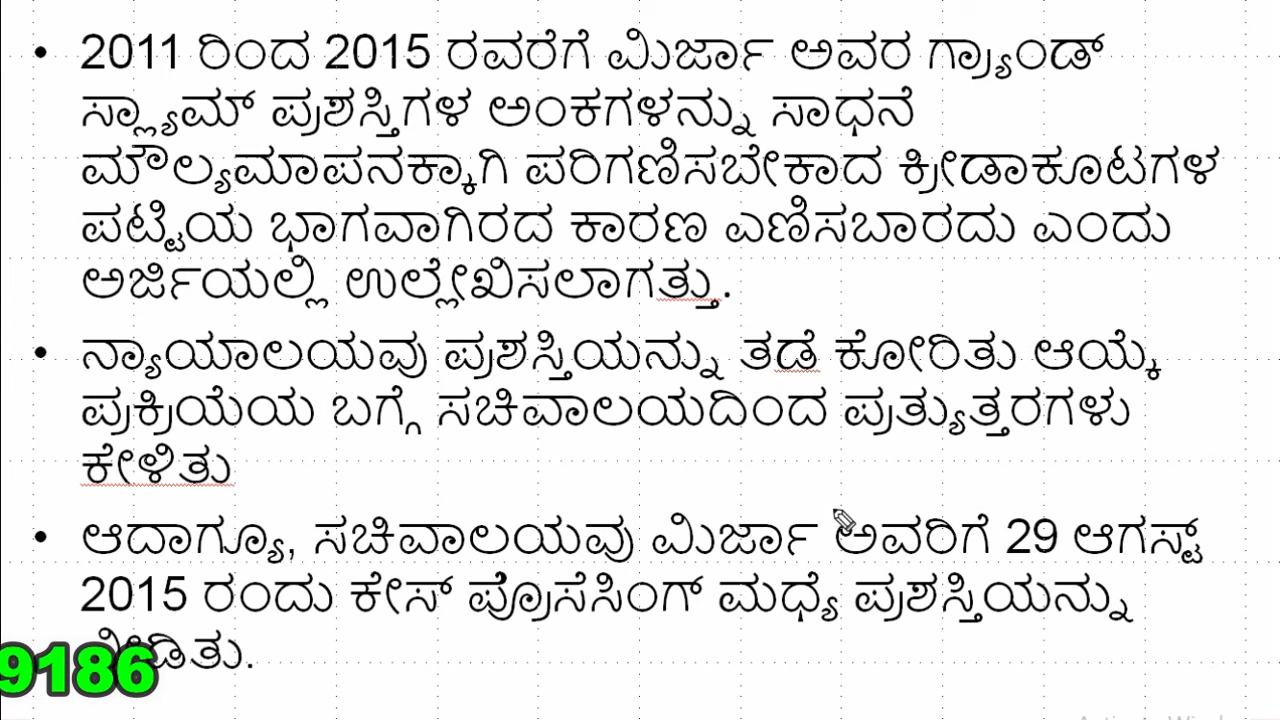 • 2011 ರಿಂದ 2015 ರವರೆಗೆ ಮಿರ್ಜಾ ಅವರ ಗ್ರ್ಯಾಂಡ್
ಸ್ಲ್ಯಾಮ್ ಪ್ರಶಸ್ತಿಗಳ ಅಂಕಗಳನ್ನು ಸಾಧನೆ
ಮೌಲ್ಯಮಾಪನಕ್ಕಾಗಿ ಪರಿಗಣಿಸಬೇಕಾದ ಕ್ರೀಡಾಕೂಟಗಳ
ಪಟ್ಟಿಯ ಭಾಗವಾಗಿರದ ಕಾರಣ ಎಣಿಸಬಾರದು ಎಂದು
ಅರ್ಜಿಯಲ್ಲಿ ಉಲ್ಲೇಖಿಸಲಾಗತ್ತು.
• ನ್ಯಾಯಾಲಯವು ಪ್ರಶಸ್ತಿಯನ್ನು ತಡೆ ಕೋರಿತು ಆಯ್ಕೆ
ಪ್ರಕ್ರಿಯೆಯ ಬಗ್ಗೆ ಸಚಿವಾಲಯದಿಂದ ಪ್ರತ್ಯುತ್ತರಗಳು
ಕೇಳಿತು
• ಆದಾಗ್ಯೂ, ಸಚಿವಾಲಯವು ಮಿರ್ಜಾ ಅವರಿಗೆ 29 ಆಗಸ್ಟ್
2015 ರಂದು ಕೇಸ್ ಪ್ರೊಸೆಸಿಂಗ್ ಮಧ್ಯೆ ಪ್ರಶಸ್ತಿಯನ್ನು
ನೀಡಿತು.
9186